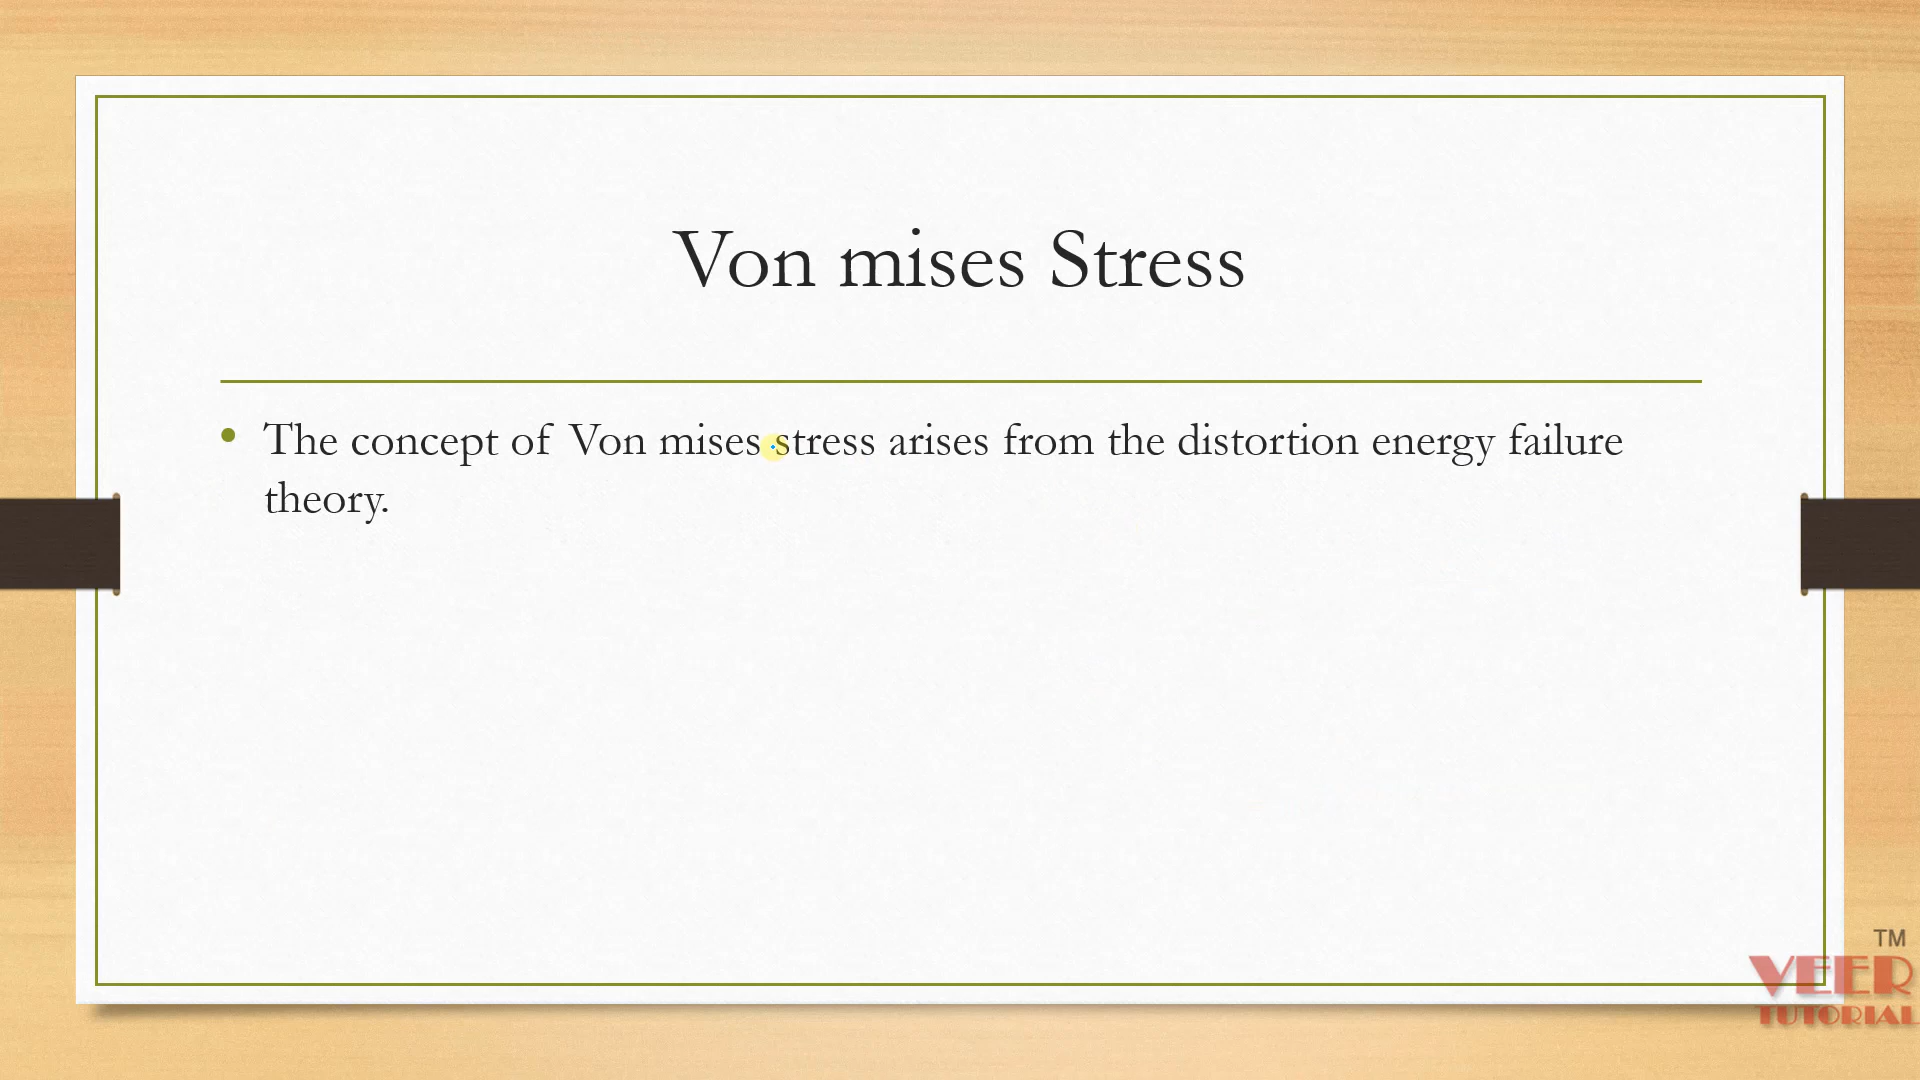 Von mises Stress
• The concept of Von mises stress arises from the distortion energy failure
theory.
TM
VEER
TUTORIAL